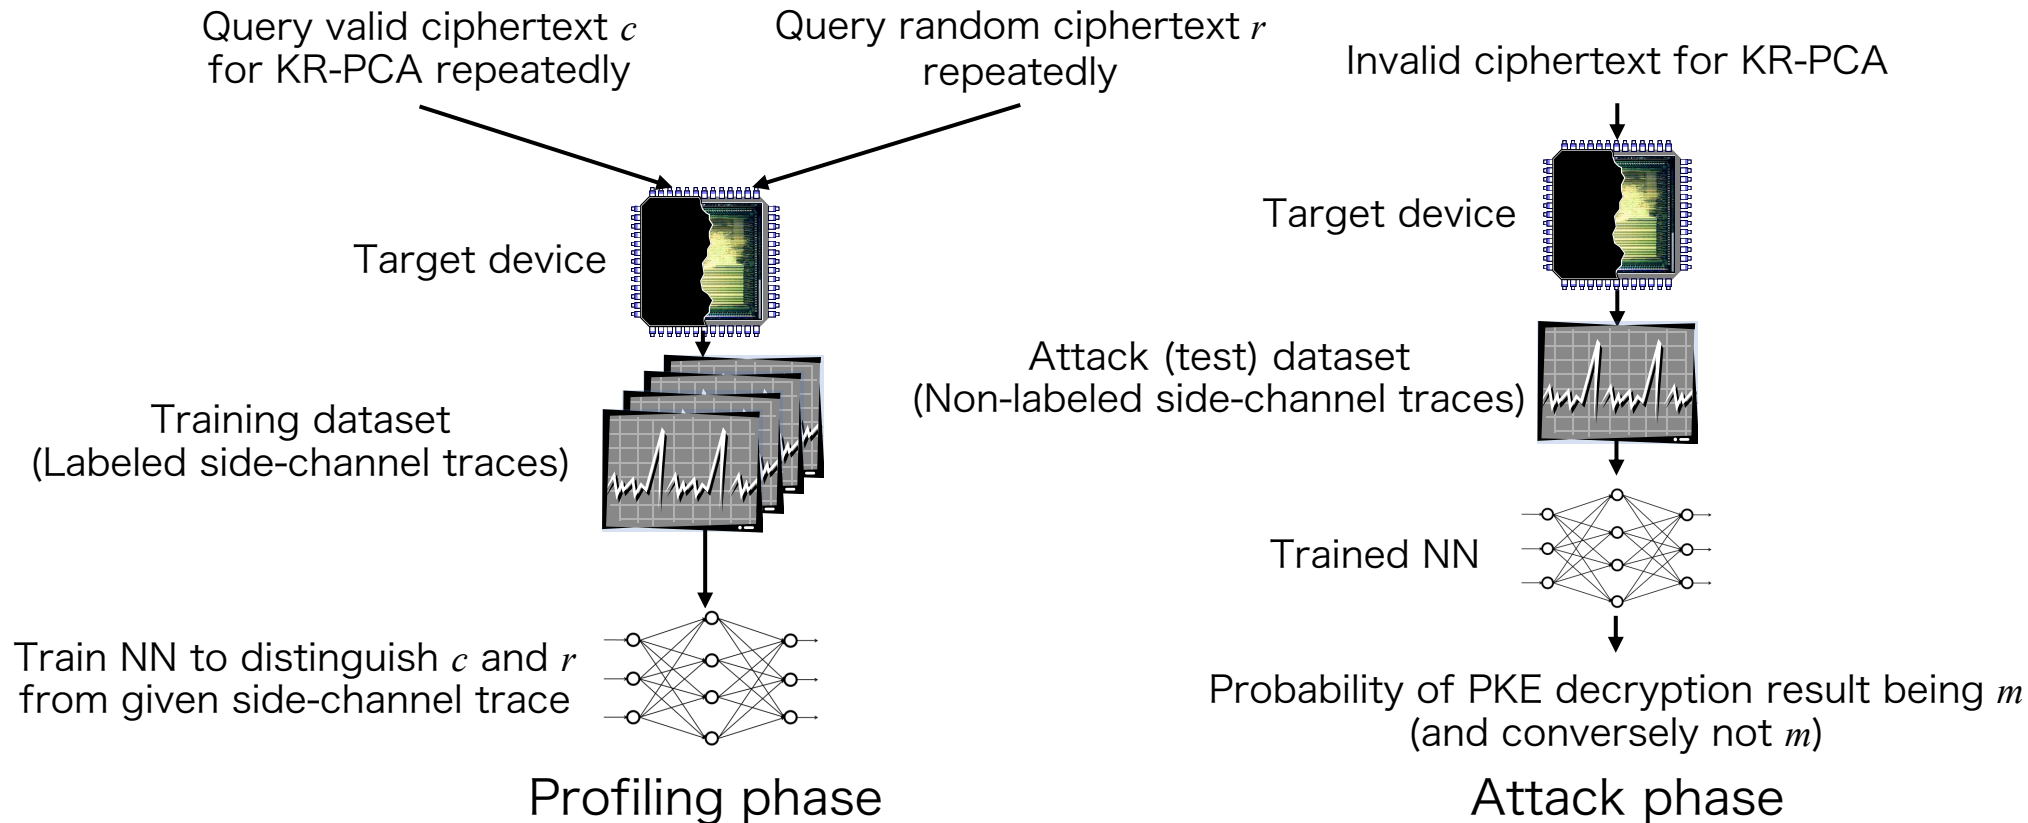 Query valid ciphertext c
for KR-PCA repeatedly
Query random ciphertext r
repeatedly
Target device
Training dataset
(Labeled side-channel traces)
Train NN to distinguish c and r
from given side-channel trace
Profiling phase
Invalid ciphertext for KR-PCA
Target device
Attack (test) dataset
(Non-labeled side-channel traces)
Trained NN
Probability of PKE decryption result being m
(and conversely not m)
Attack phase